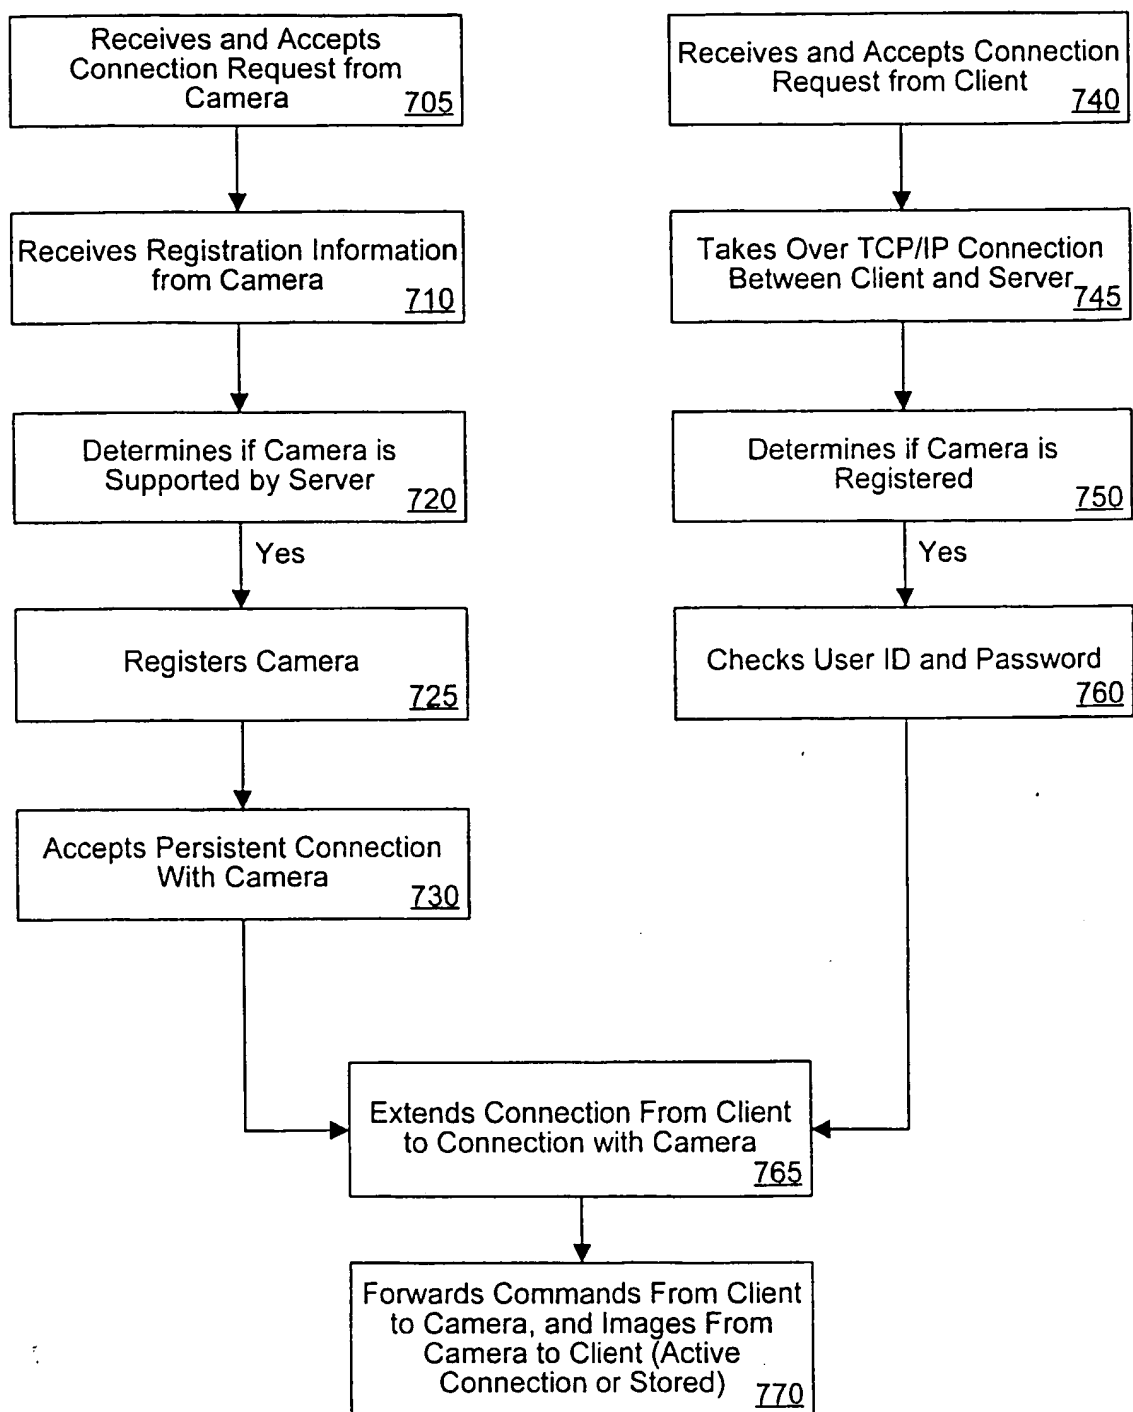 Receives and Accepts
Connection Request from
Camera 705
Receives Registration Information
from Camera 710
Determines if Camera is
Supported by Server 720
Yes
Registers Camera
725
Accepts Persistent Connection
With Camera 730
Receives and Accepts Connection
Request from Client 740
Takes Over TCP/IP Connection
Between Client and Server 745
Determines if Camera is
Registered 750
Yes
Checks User ID and Password
760
Extends Connection From Client
to Connection with Camera
765
Forwards Commands From Client
to Camera, and Images From
Camera to Client (Active
Connection or Stored) 770